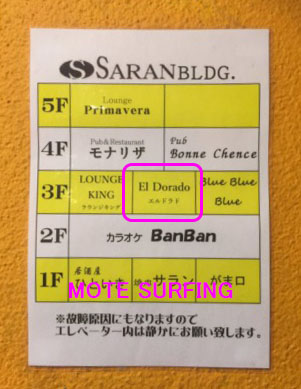 S SARAN BLDG.
5F Lounge Primavera
4F Pub&Restaurant モナリザ Pub Bonne Chence
3F LOUNGE KING ラウンジキング El Dorado エルドラド Blue Blue Blue
2F カラオケ BanBan
1F 居酒屋 サラン がま口
MOTE SURFING
※故障原因にもなりますので
エレベーター内は静かにお願い致します。